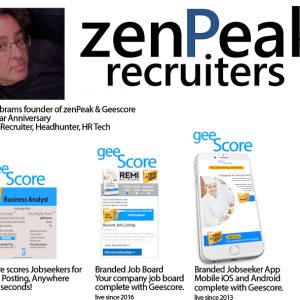 zenPeak
recruiters
brams founder of zenPeak & Geescore
ar Anniversary
Recruiter, Headhunter, HR Tech
gee
Score
Business Analyst
gee
Score
REMI
Recent Job Listing
gee
Score
e scores Jobseekers for
Posting, Anywhere
seconds!
Branded Job Board
Your company job board
complete with Geescore.
live since 2016
Branded Jobseeker App
Mobile iOS and Android
complete with Geescore.
live since 2013